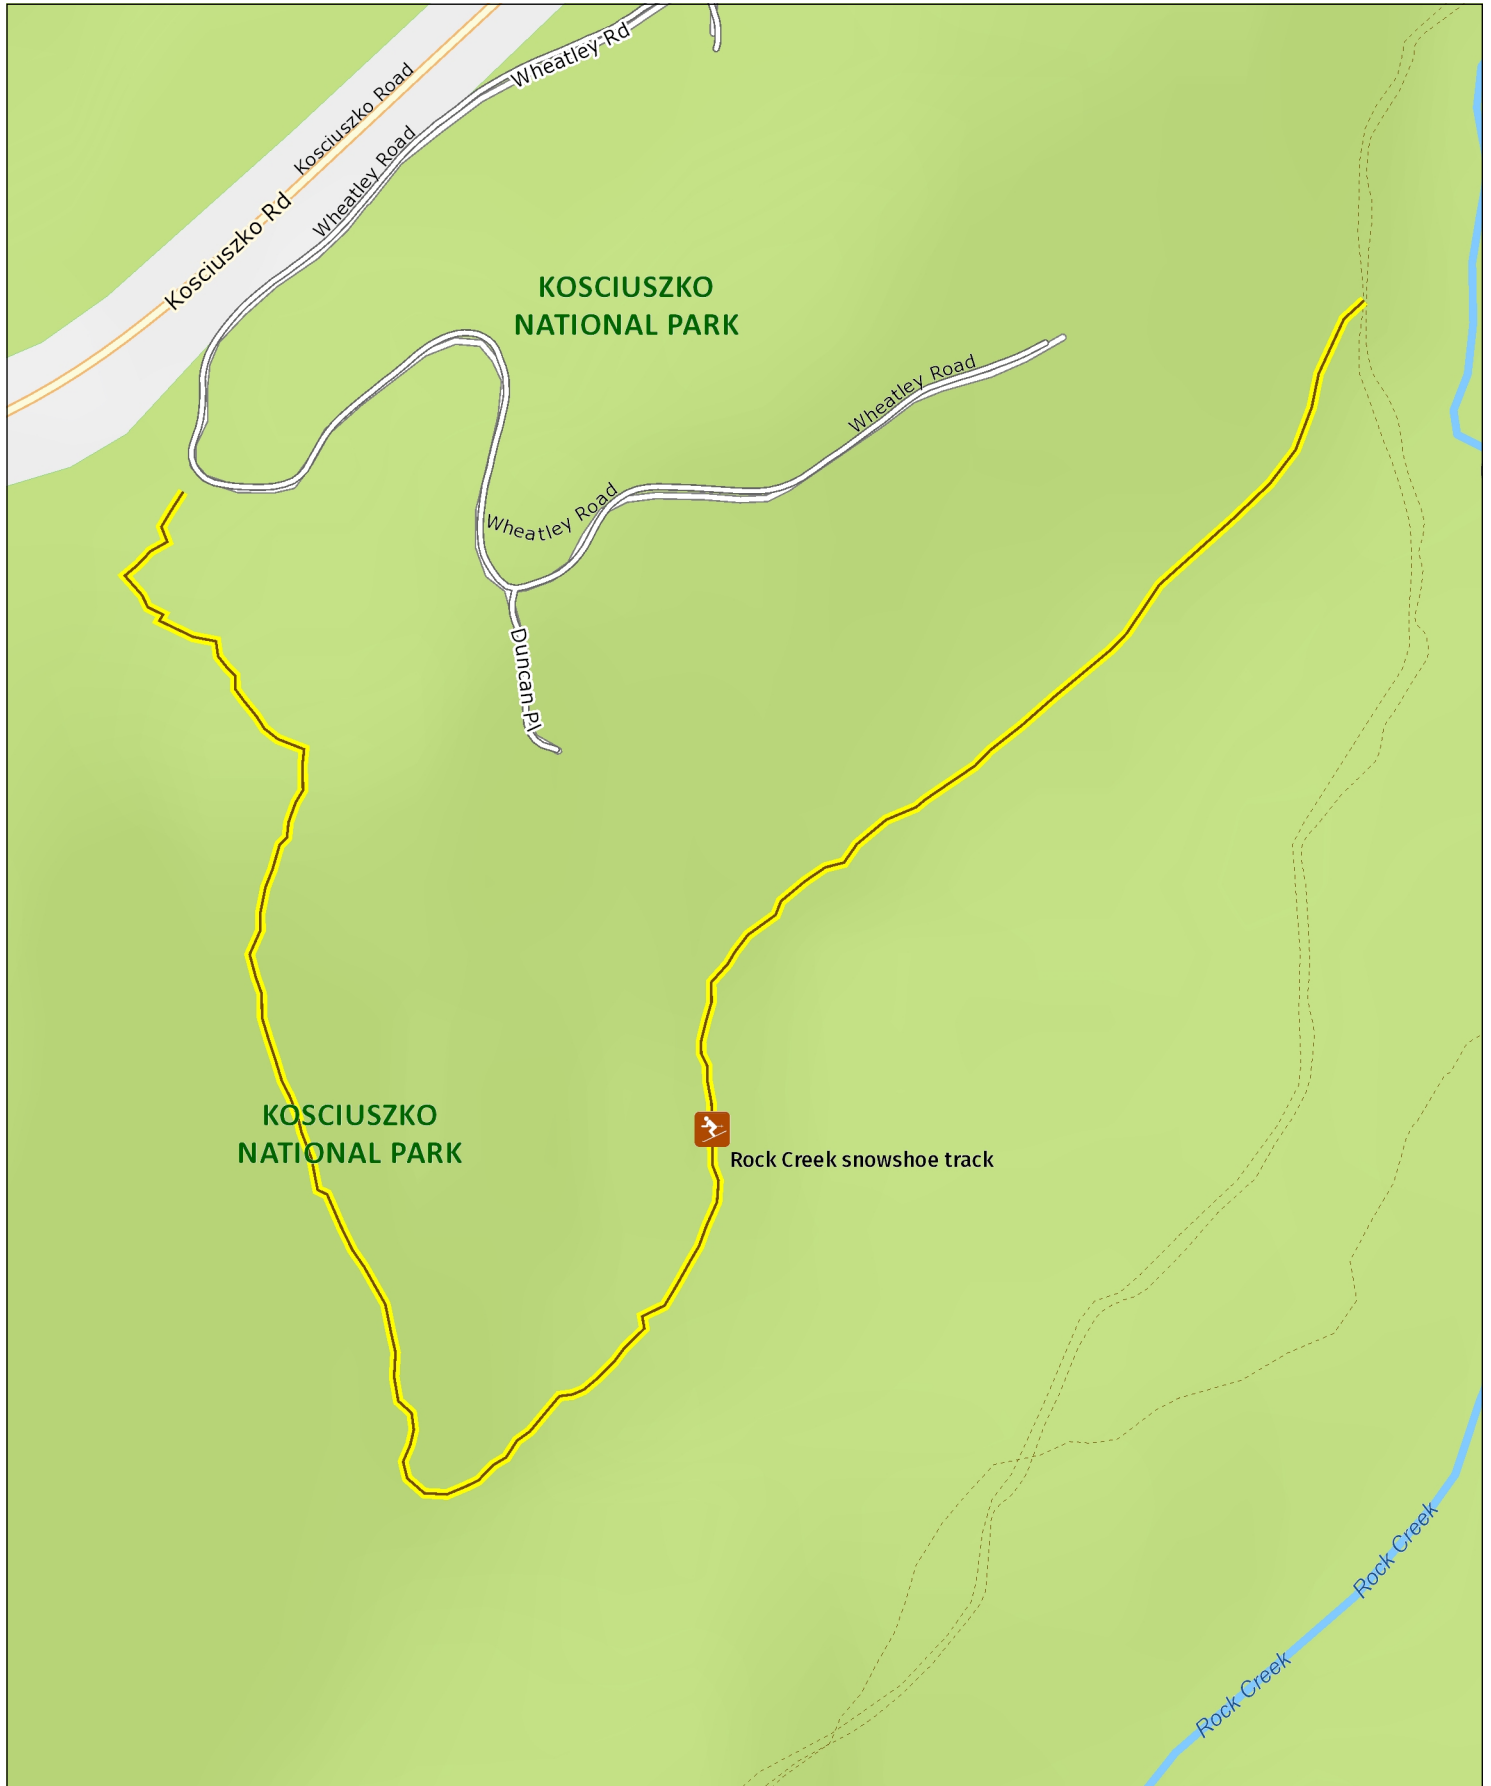 Wheatley Rd
Kosciuszko Road
Wheatley Road
Kosciuszko Rd
KOSCIUSZKO
NATIONAL PARK
Wheatley Road
Wheatley Road
Duncan Pl
KOSCIUSZKO
NATIONAL PARK
Rock Creek snowshoe track
Rock Creek
Rock Creek